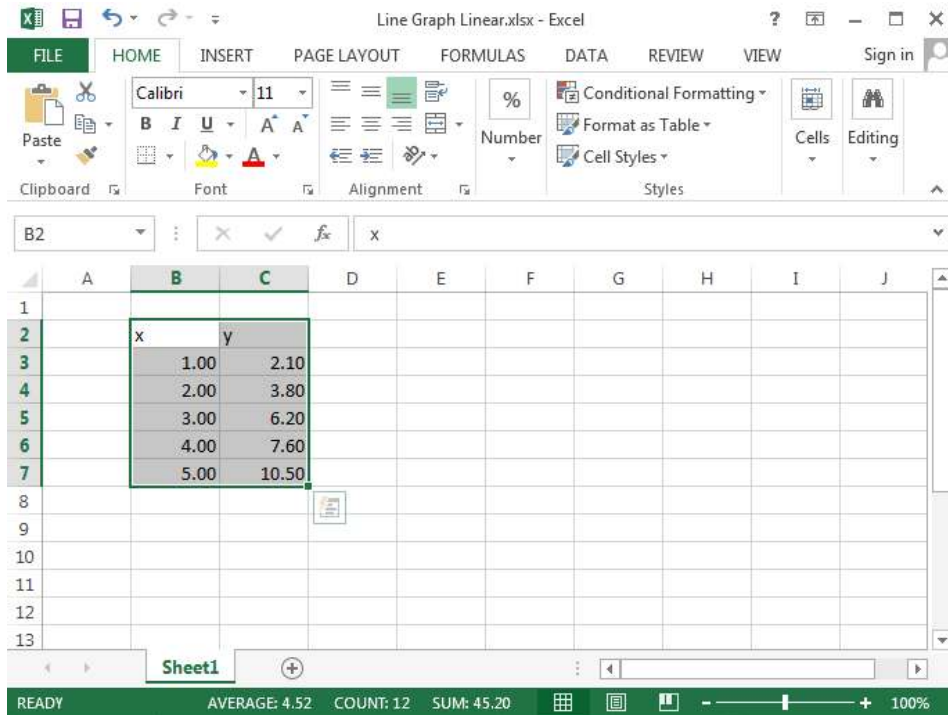 Line Graph Linear.xlsx - Excel ?
FILE HOME INSERT PAGE LAYOUT FORMULAS DATA REVIEW VIEW Sign in
Paste
Clipboard
Calibri 11
B I U A A
A
Font
Alignment
%
Number
Conditional Formatting
Format as Table
Cell Styles
Styles
Cells
Editing
B2 fx x
A B C D E F G H I J
1
2 x y
3 1.00 2.10
4 2.00 3.80
5 3.00 6.20
6 4.00 7.60
7 5.00 10.50
8
9
10
11
12
13
Sheet1
READY AVERAGE: 4.52 COUNT: 12 SUM: 45.20 - + 100%